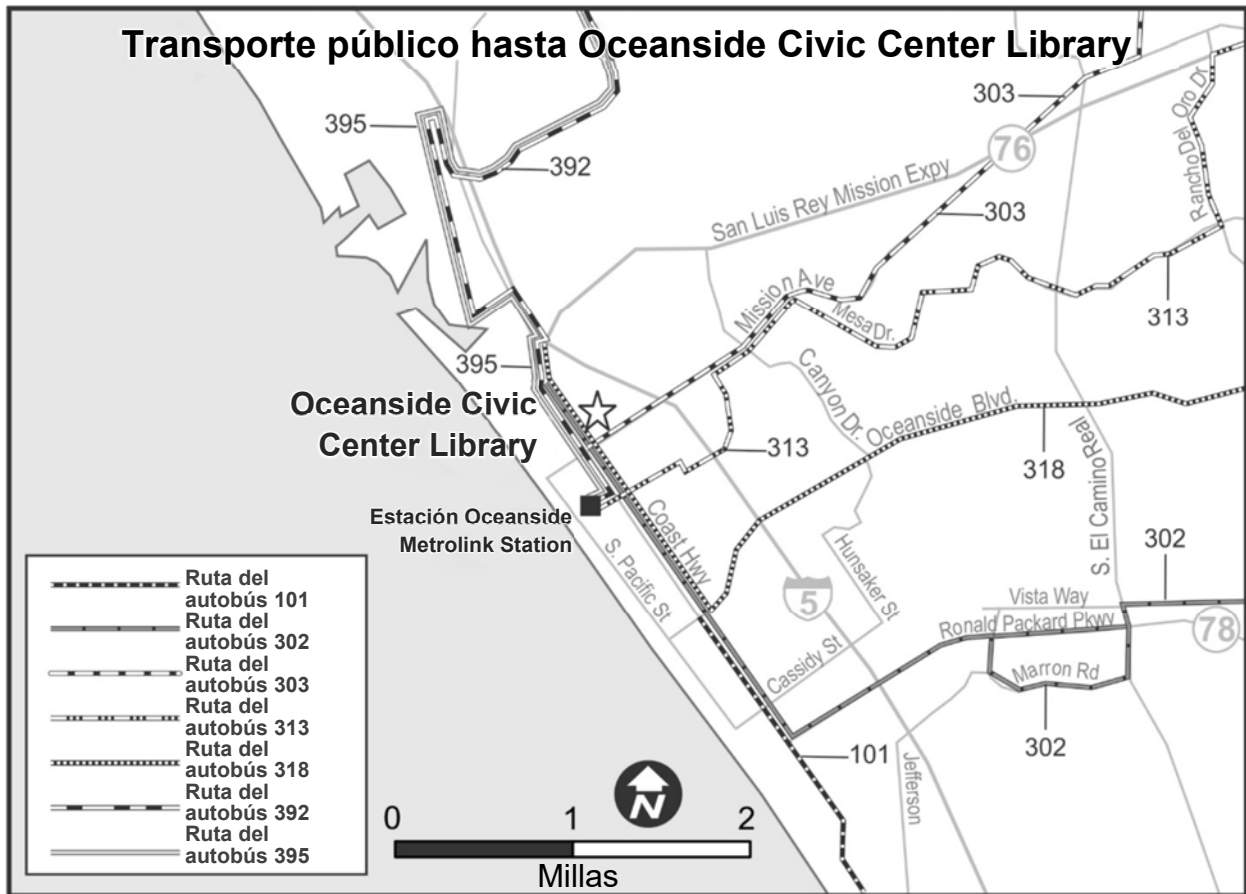 Transporte público hasta Oceanside Civic Center Library
395
392
303
76
303
Rancho Del Oro Dr
San Luis Rey Mission Expy
Mission Ave
Mesa Dr.
313
395
Oceanside Civic
Center Library
Canyon Dr.
Oceanside Blvd.
313
318
S. El Camino Real
Estación Oceanside
Metrolink Station
Coast Hwy
S. Pacific St
Hunsaker St
5
302
Vista Way
Ronald Packard Pkwy
78
Cassidy St
Marron Rd
302
101
Jefferson
Ruta del
autobús 101
Ruta del
autobús 302
Ruta del
autobús 303
Ruta del
autobús 313
Ruta del
autobús 318
Ruta del
autobús 392
Ruta del
autobús 395
N
0 1 2
Millas